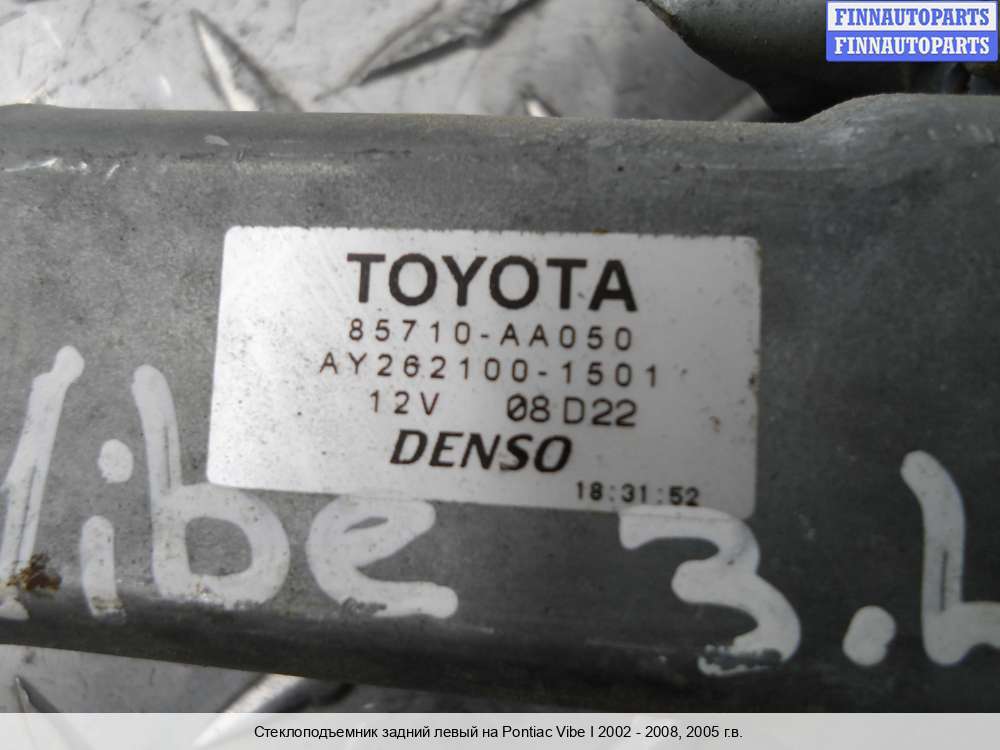 FINNAUTOPARTS
FINNAUTOPARTS
TOYOTA
85710-AA050
AY262100-1501
12V 08D22
DENSO
18:31:52
Vibe 3.L
Стеклоподъемник задний левый на Pontiac Vibe I 2002 - 2008, 2005 г.в.